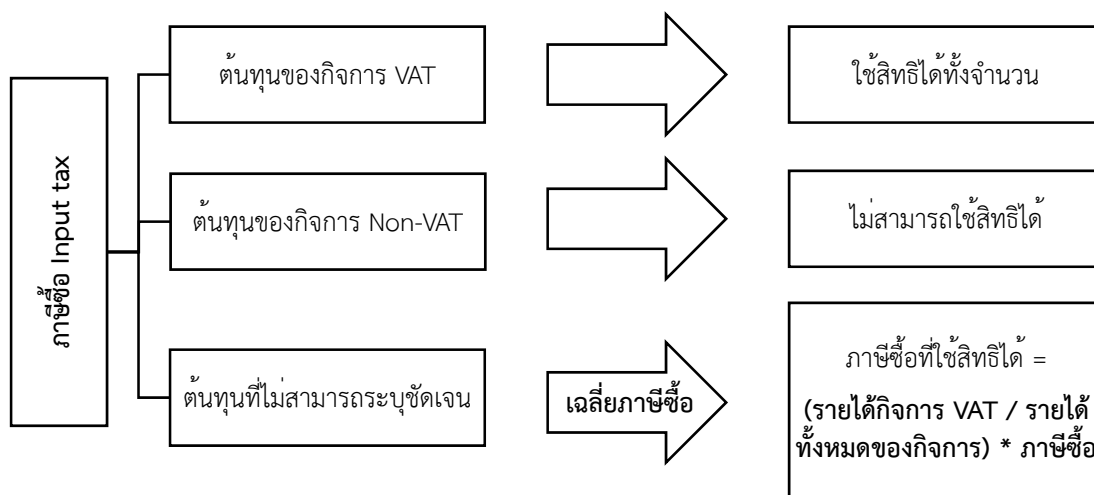 ภาษีซื้อ Input tax
ต้นทุนของกิจการ VAT
ใช้สิทธิได้ทั้งจำนวน
ต้นทุนของกิจการ Non-VAT
ไม่สามารถใช้สิทธิได้
ต้นทุนที่ไม่สามารถระบุชัดเจน
เฉลี่ยภาษีซื้อ
ภาษีซื้อที่ใช้สิทธิได้ =
(รายได้กิจการ VAT / รายได้
ทั้งหมดของกิจการ) * ภาษีซื้อ